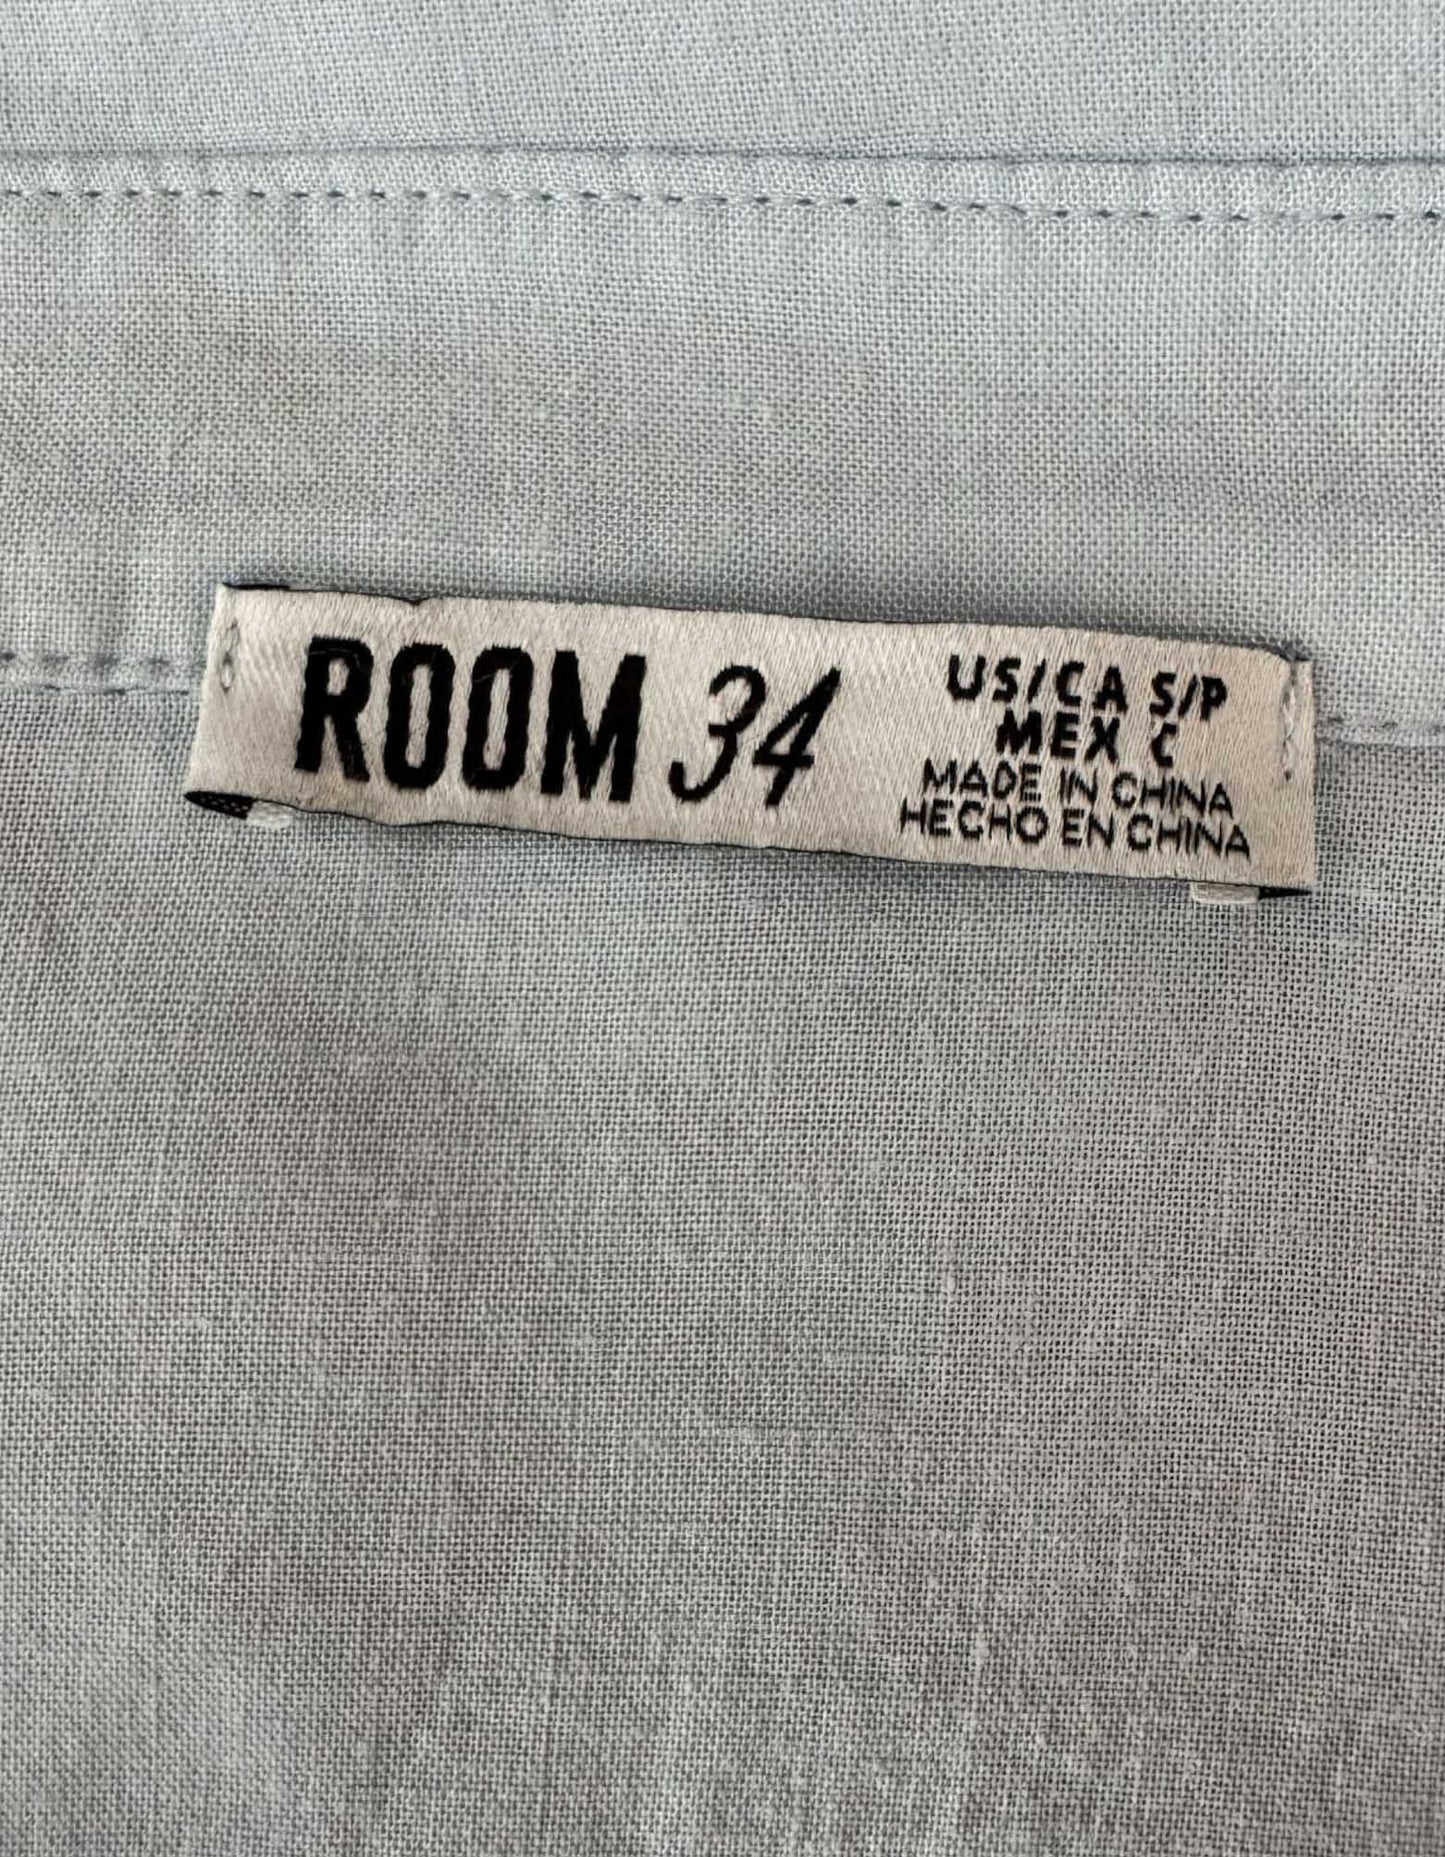 ROOM 34
US/CA S/P
MEX C
MADE IN CHINA
HECHO EN CHINA